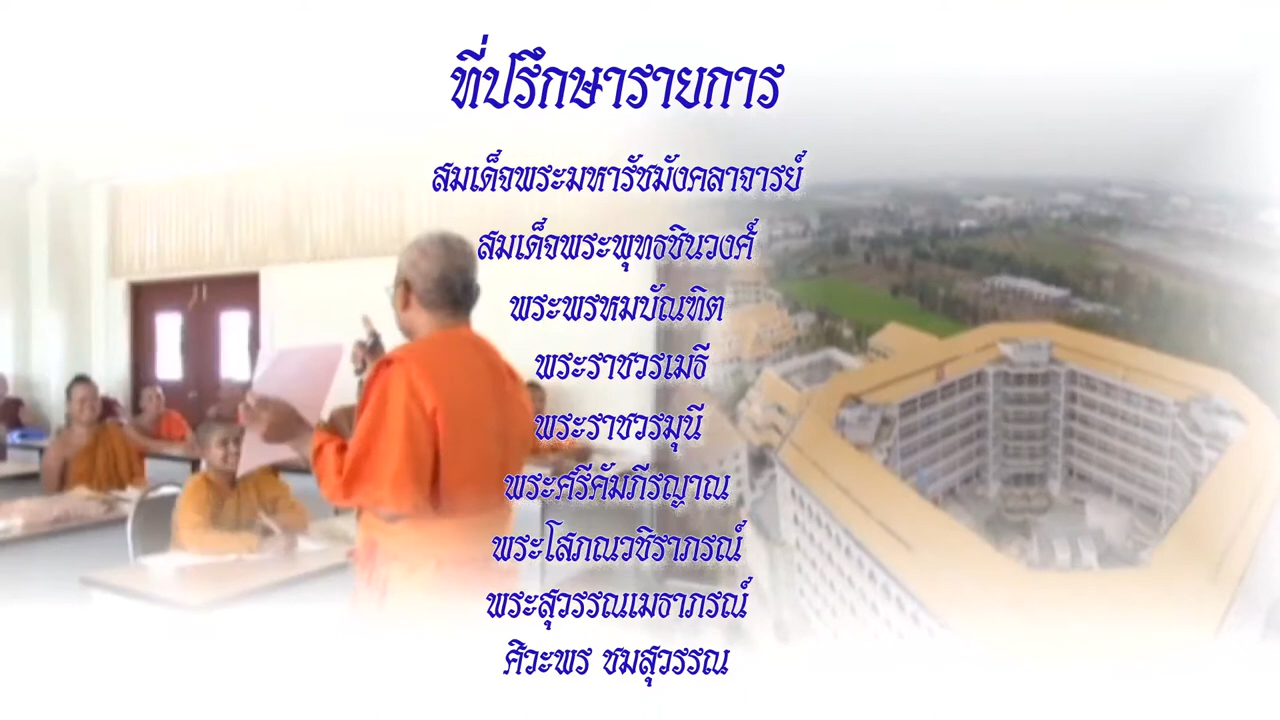 ที่ปรึกษารายการ
สมเด็จพระมหารัชมังคลาจารย์
สมเด็จพระพุทธชินวงศ์
พระพรหมบัณฑิต
พระราชวรเมธี
พระราชวรมุนี
พระศรีคัมภีรญาณ
พระโสภณวชิราภรณ์
พระสุวรรณเมธาภรณ์
ศิวะพร ชมสุวรรณ